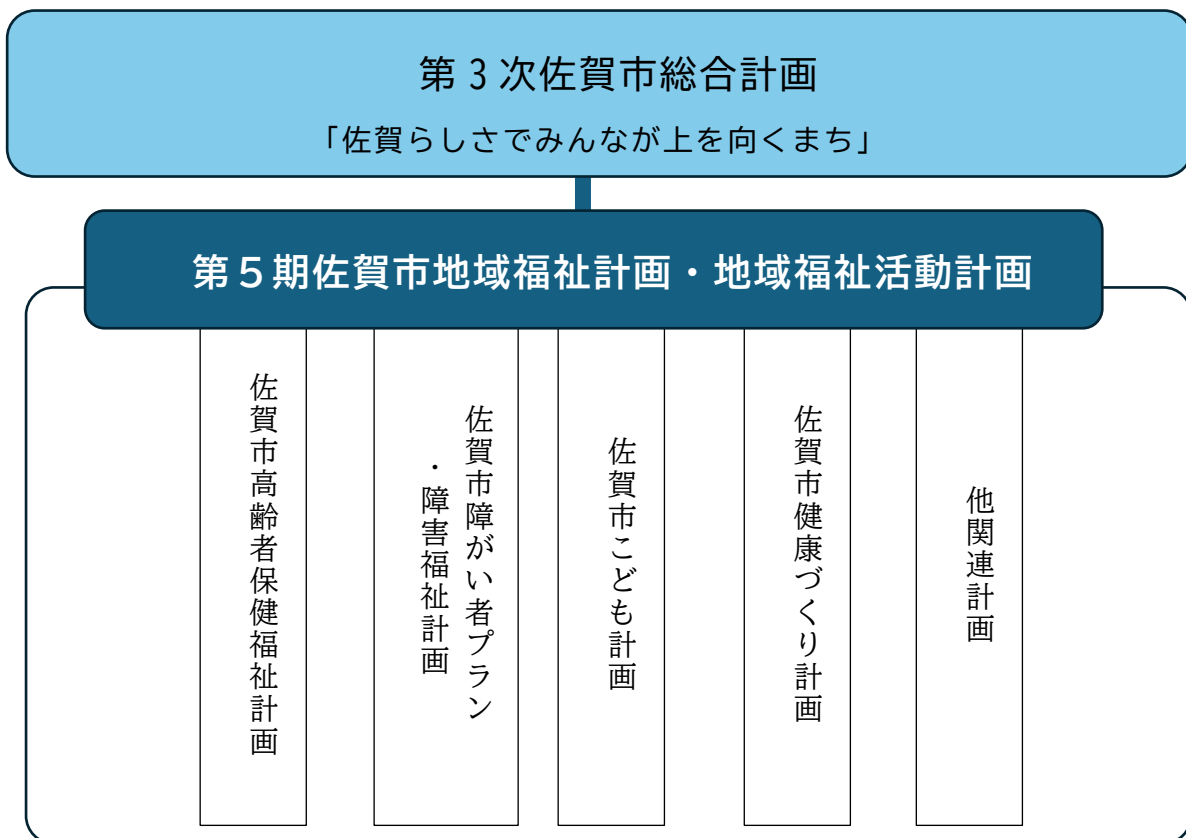 第3次佐賀市総合計画
「佐賀らしさでみんなが上を向くまち」
第５期佐賀市地域福祉計画・地域福祉活動計画
佐賀市高齢者保健福祉計画
佐賀市障がい者プラン
・障害福祉計画
佐賀市こども計画
佐賀市健康づくり計画
他関連計画